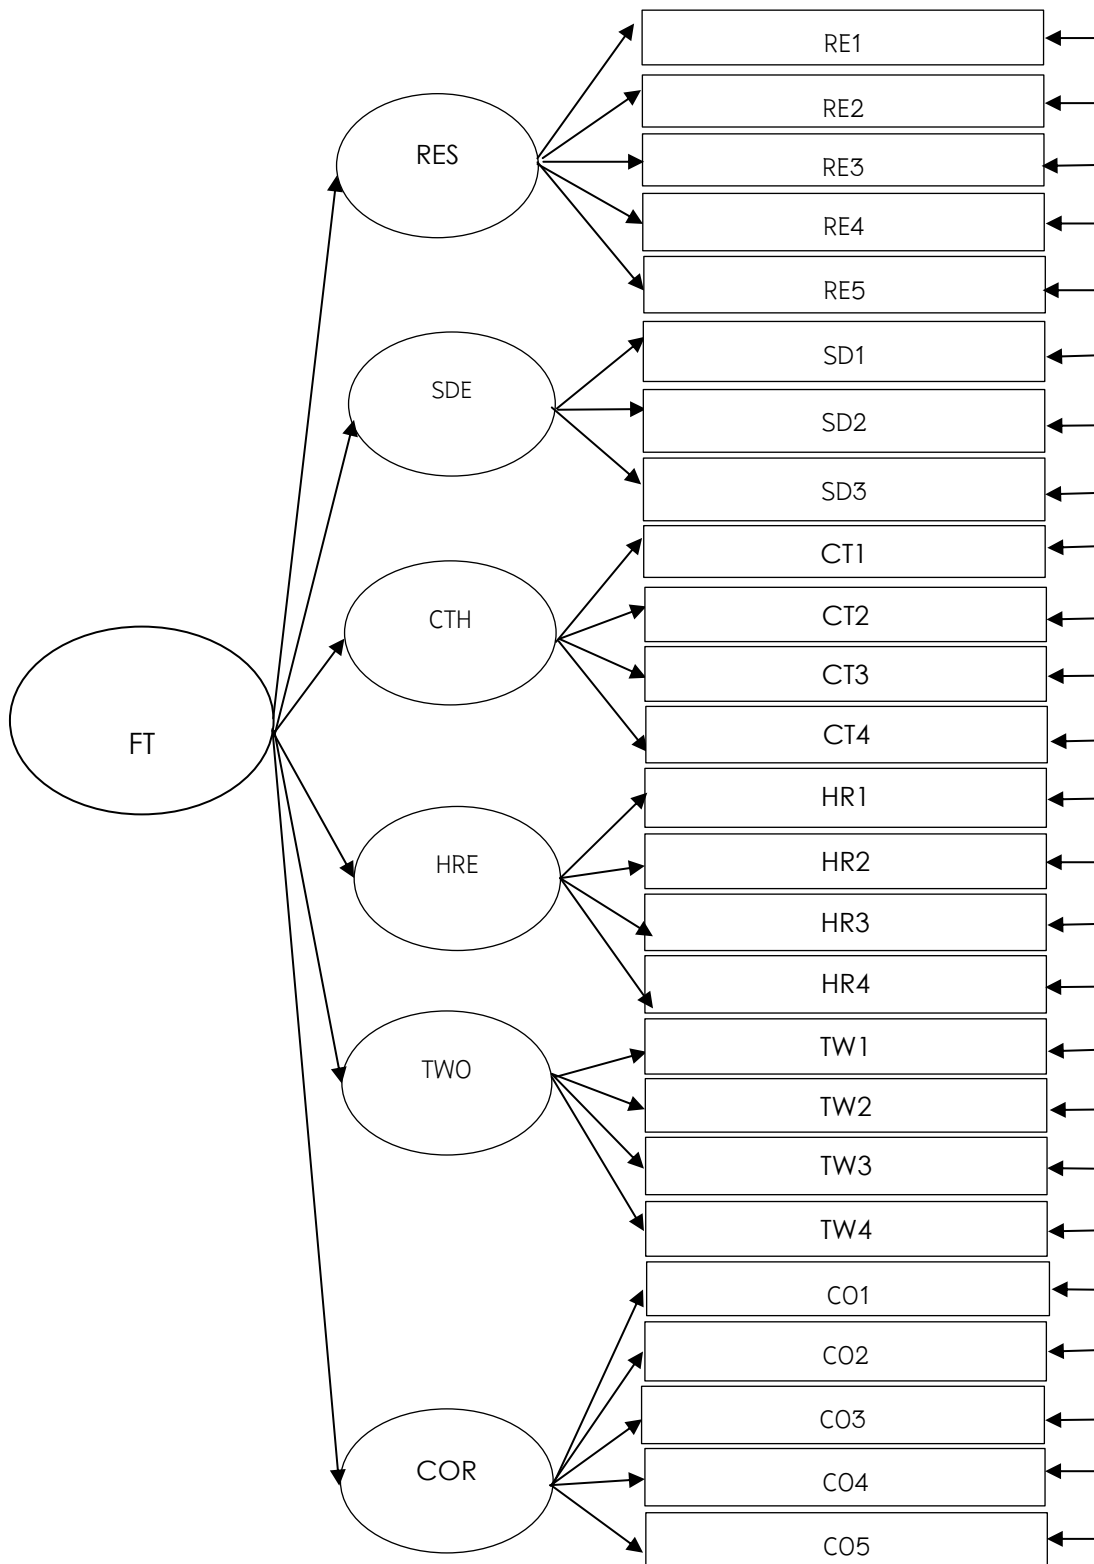 RE1
RE2
RES
RE3
RE4
RE5
SD1
SDE
SD2
SD3
CT1
CTH
CT2
CT3
FT
CT4
HR1
HRE
HR2
HR3
HR4
TW1
TWO
TW2
TW3
TW4
CO1
CO2
CO3
COR
CO4
CO5